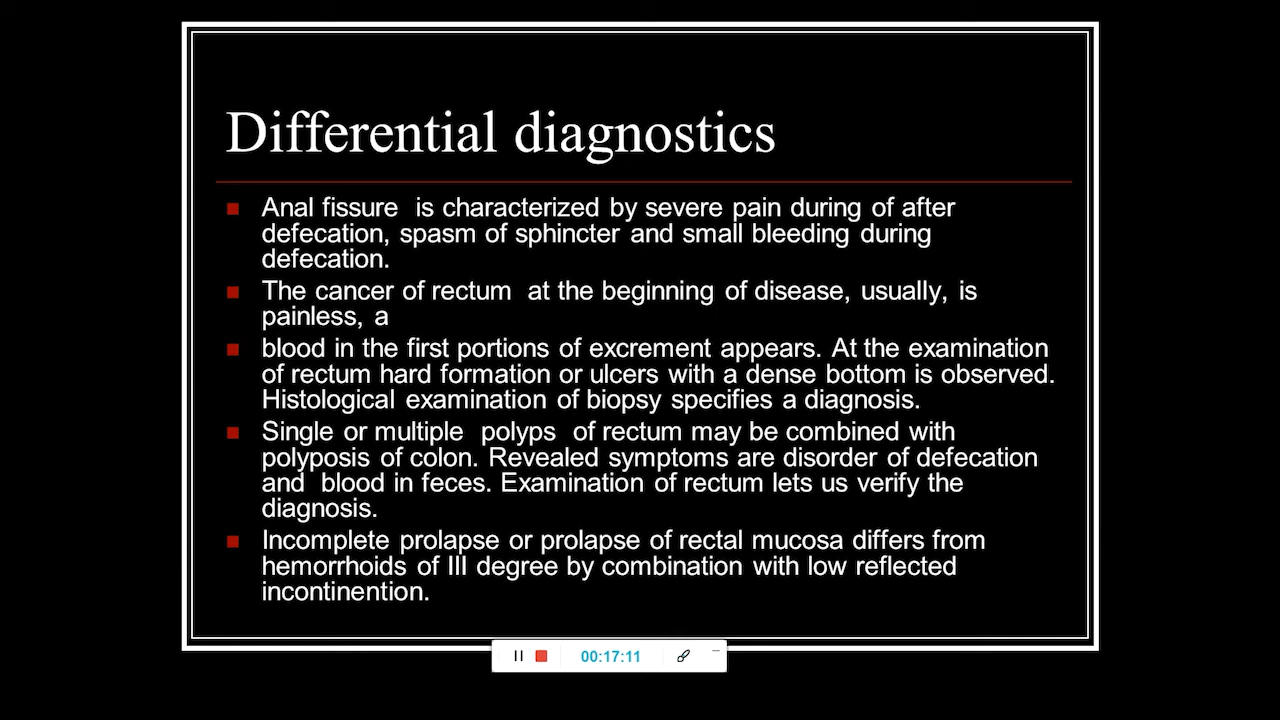 Differential diagnostics
Anal fissure is characterized by severe pain during of after
defecation, spasm of sphincter and small bleeding during
defecation.
The cancer of rectum at the beginning of disease, usually, is
painless, a
blood in the first portions of excrement appears. At the examination
of rectum hard formation or ulcers with a dense bottom is observed.
Histological examination of biopsy specifies a diagnosis.
Single or multiple polyps of rectum may be combined with
polyposis of colon. Revealed symptoms are disorder of defecation
and blood in feces. Examination of rectum lets us verify the
diagnosis.
Incomplete prolapse or prolapse of rectal mucosa differs from
hemorrhoids of III degree by combination with low reflected
incontinention.
00:17:11